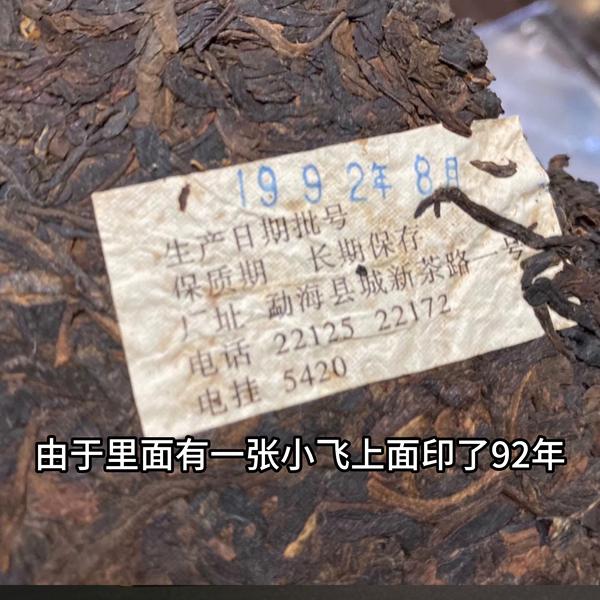 1992年8月
生产日期批号
保质期 长期保存
厂址 勐海县城新茶路一号
电话 22125 22172
电挂 5420
由于里面有一张小飞上面印了92年